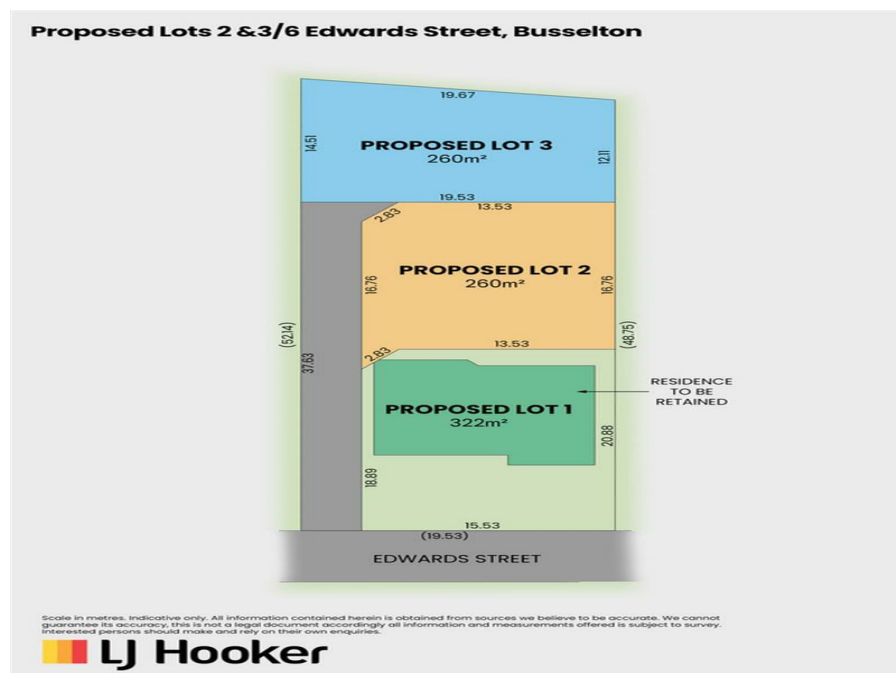 Proposed Lots 2 &3/6 Edwards Street, Busselton
19.67
14.51
PROPOSED LOT 3
260m²
12.11
19.53
13.53
2.83
PROPOSED LOT 2
260m²
16.76
16.76
(52.14)
(48.75)
13.53
2.83
37.63
RESIDENCE
TO BE
RETAINED
PROPOSED LOT 1
322m²
20.88
18.89
15.53
(19.53)
EDWARDS STREET
Scale in metres. Indicative only. All information contained herein is obtained from sources we believe to be accurate. We cannot
guarantee its accuracy, this is not a legal document accordingly all information and measurements offered is subject to survey.
Interested persons should make and rely on their own enquiries.
LJ Hooker